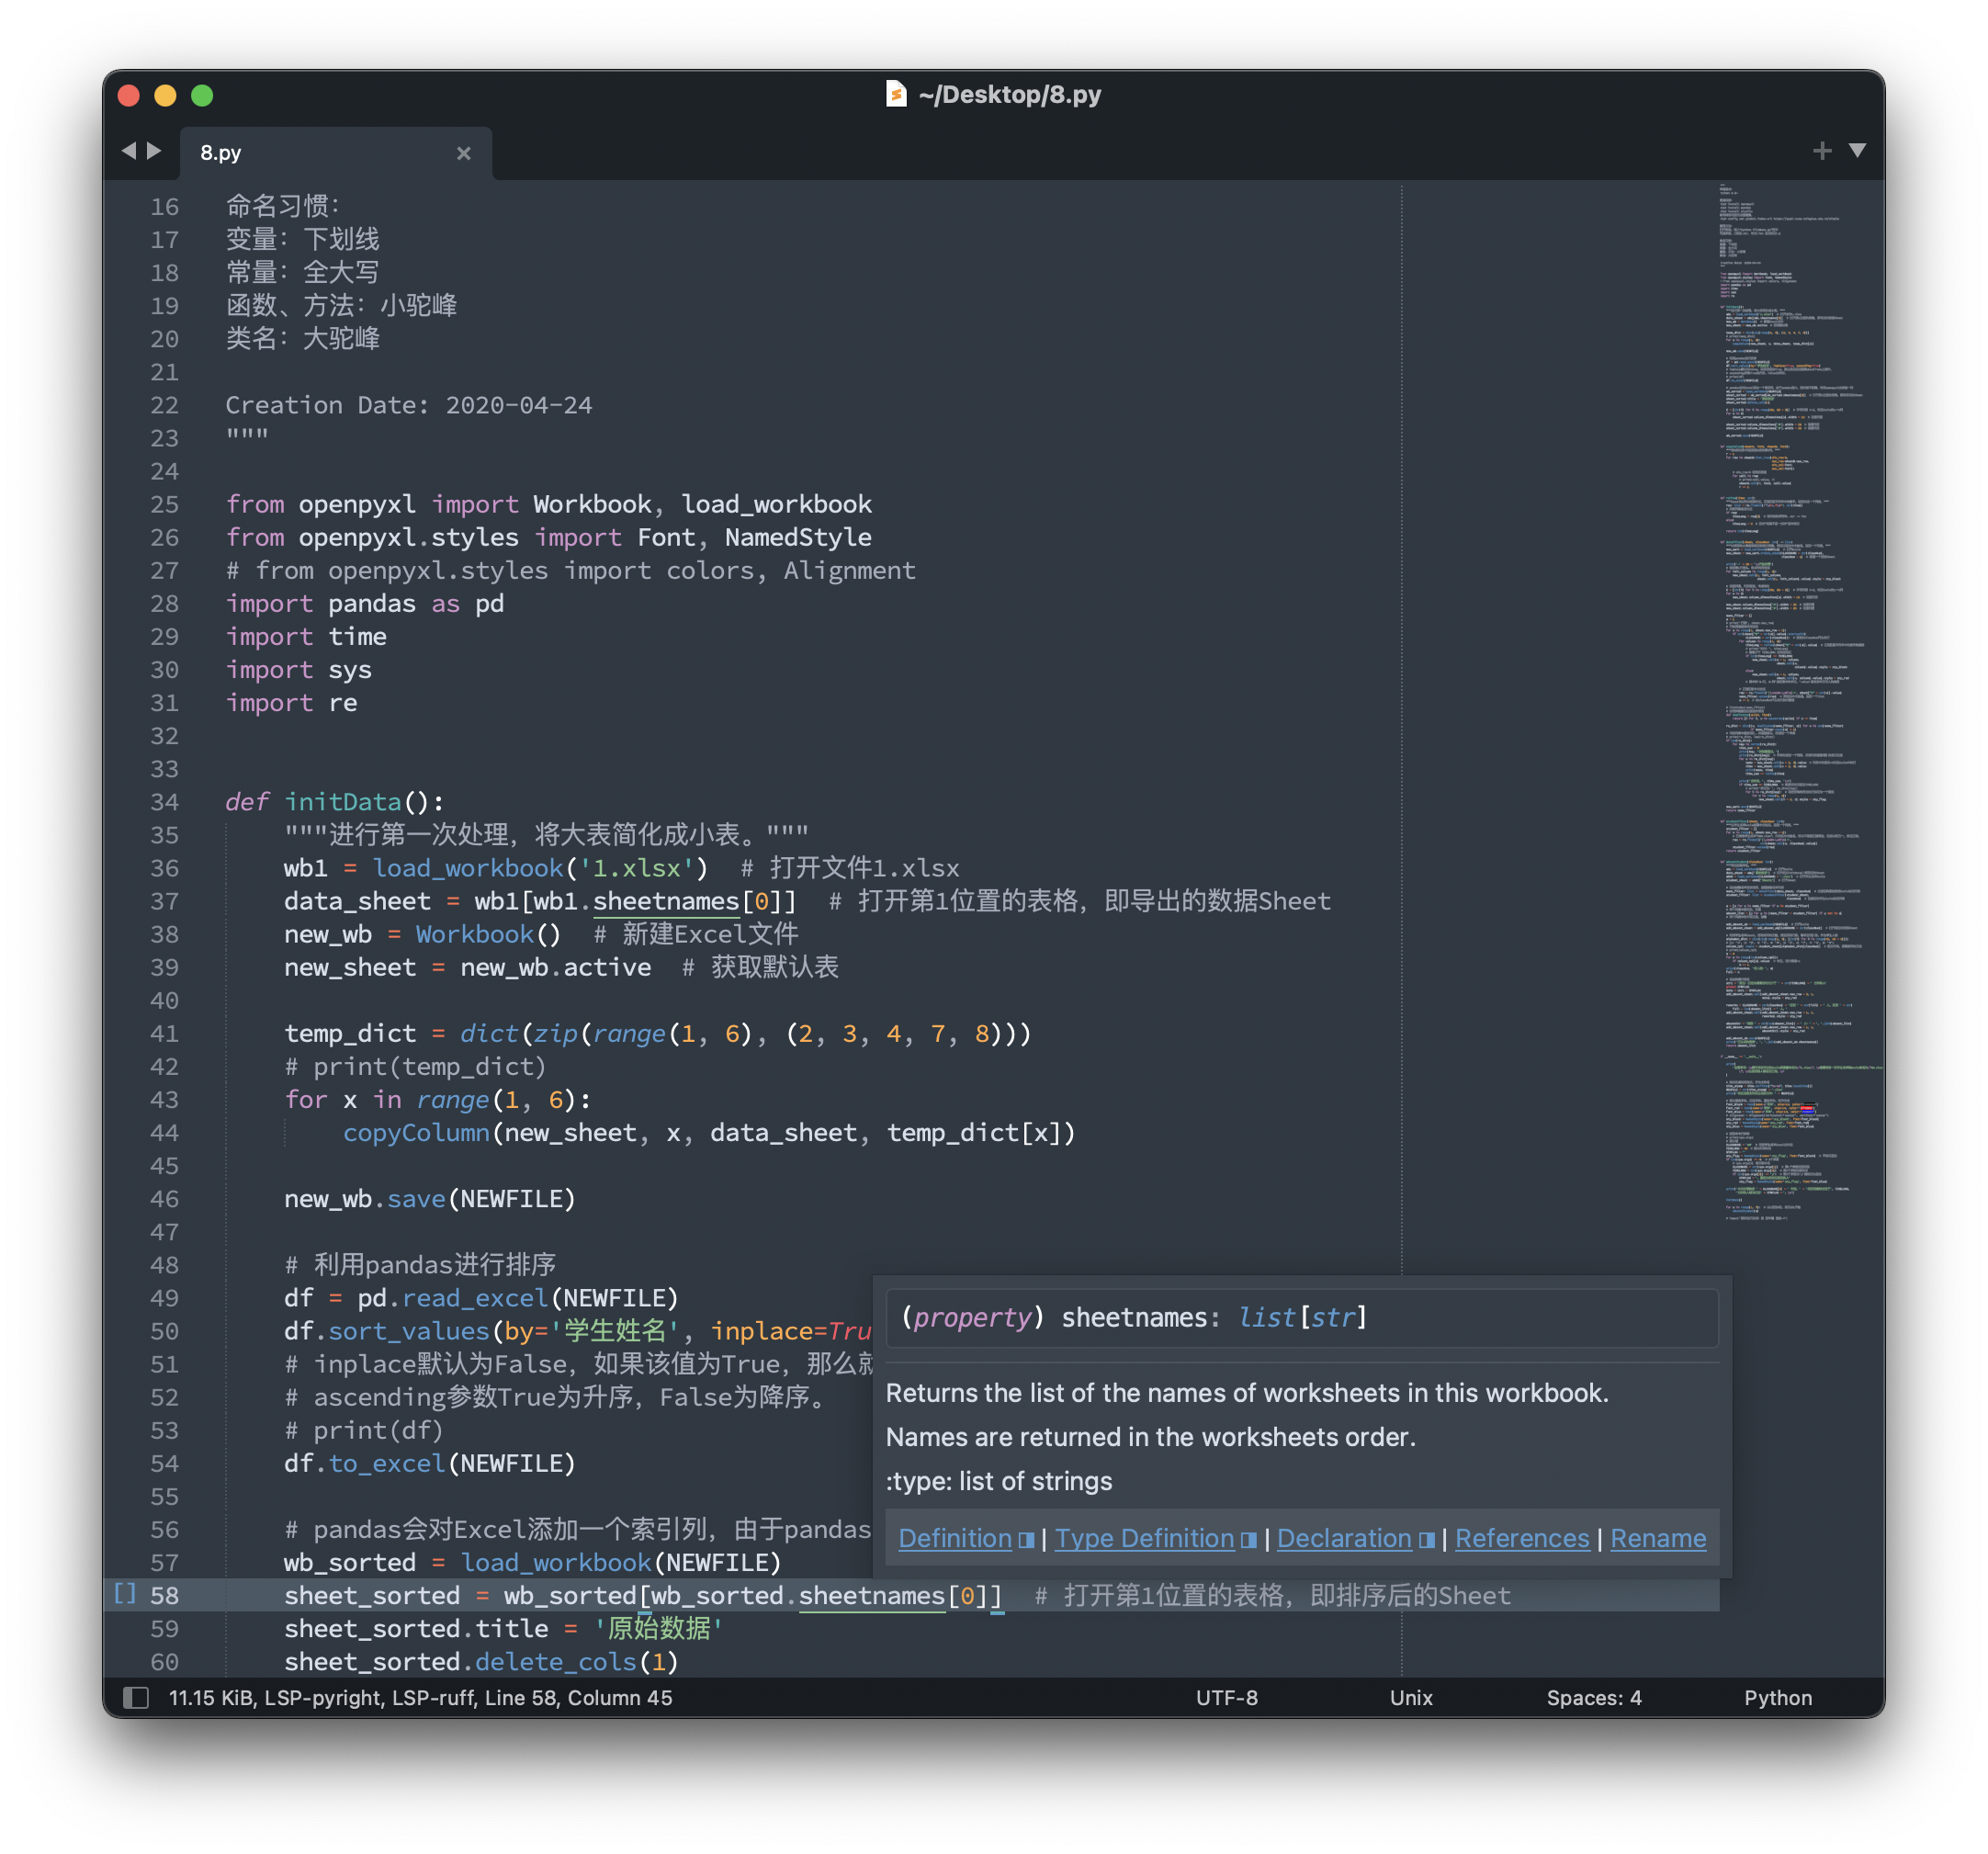 ~/Desktop/8.py
8.py
16 命名习惯：
17 变量：下划线
18 常量：全大写
19 函数、方法：小驼峰
20 类名：大驼峰
21
22 Creation Date: 2020-04-24
23 """
24
25 from openpyxl import Workbook, load_workbook
26 from openpyxl.styles import Font, NamedStyle
27 # from openpyxl.styles import colors, Alignment
28 import pandas as pd
29 import time
30 import sys
31 import re
32
33
34 def initData():
35     """进行第一次处理，将大表简化成小表。"""
36     wb1 = load_workbook('1.xlsx')  # 打开文件1.xlsx
37     data_sheet = wb1[wb1.sheetnames[0]]  # 打开第1位置的表格，即导出的数据Sheet
38     new_wb = Workbook()  # 新建Excel文件
39     new_sheet = new_wb.active  # 获取默认表
40
41     temp_dict = dict(zip(range(1, 6), (2, 3, 4, 7, 8)))
42     # print(temp_dict)
43     for x in range(1, 6):
44         copyColumn(new_sheet, x, data_sheet, temp_dict[x])
45
46     new_wb.save(NEWFILE)
47
48     # 利用pandas进行排序
49     df = pd.read_excel(NEWFILE)
50     df.sort_values(by='学生姓名', inplace=Tru
51     # inplace默认为False，如果该值为True，那么就
52     # ascending参数True为升序，False为降序。
53     # print(df)
54     df.to_excel(NEWFILE)
55
56     # pandas会对Excel添加一个索引列，由于pandas
57     wb_sorted = load_workbook(NEWFILE)
[] 58     sheet_sorted = wb_sorted[wb_sorted.sheetnames[0]]  # 打开第1位置的表格，即排序后的Sheet
59     sheet_sorted.title = '原始数据'
60     sheet_sorted.delete_cols(1)
(property) sheetnames: list[str]
Returns the list of the names of worksheets in this workbook.
Names are returned in the worksheets order.
:type: list of strings
Definition | Type Definition | Declaration | References | Rename
11.15 KiB, LSP-pyright, LSP-ruff, Line 58, Column 45 UTF-8 Unix Spaces: 4 Python